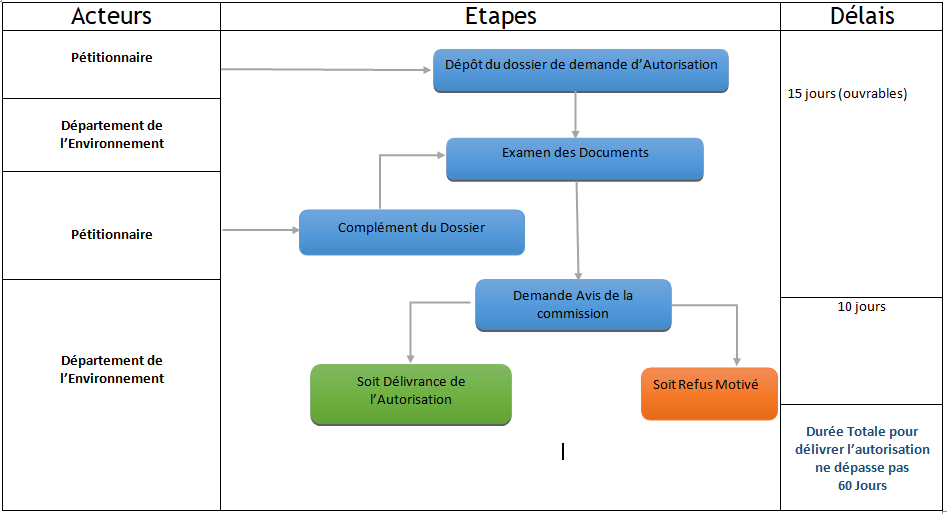 Acteurs
Etapes
Délais
Pétitionnaire
Dépôt du dossier de demande d’Autorisation
15 jours (ouvrables)
Département de
l’Environnement
Examen des Documents
Pétitionnaire
Complément du Dossier
Demande Avis de la
commission
10 jours
Département de
l’Environnement
Soit Délivrance de
l’Autorisation
Soit Refus Motivé
Durée Totale pour
délivrer l’autorisation
ne dépasse pas
60 Jours